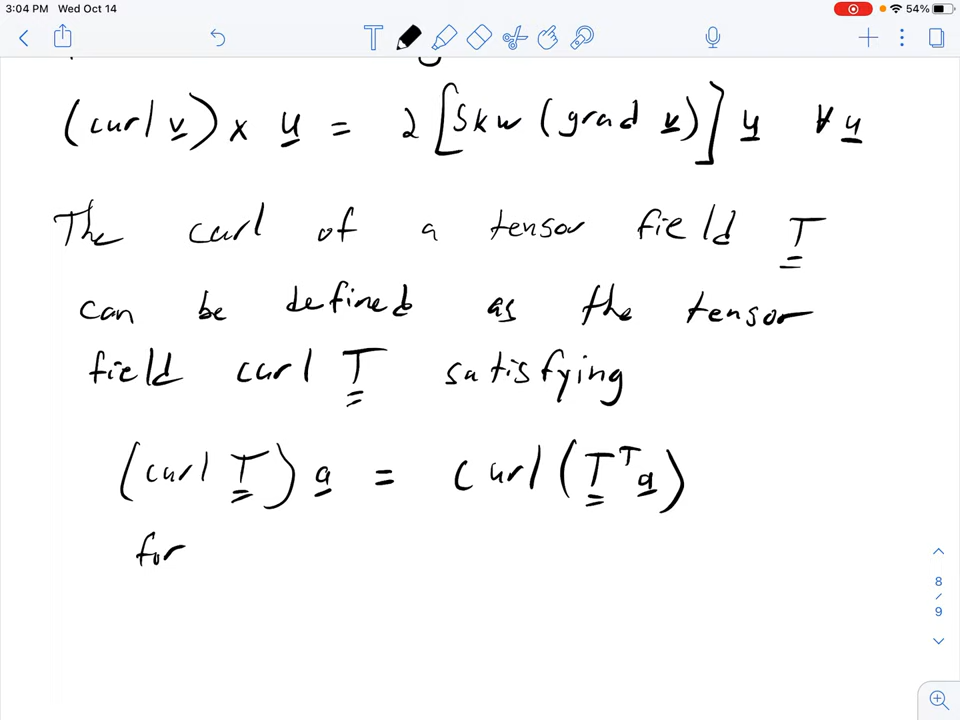 3:04 PM Wed Oct 14 54%
T
(curl v) x u = 2 [Skw (grad v)] u ∀ u
The curl of a tensor field T
can be defined as the tensor
field curl T satisfying
(curl T) a = curl (T^T a)
for
8
/
9